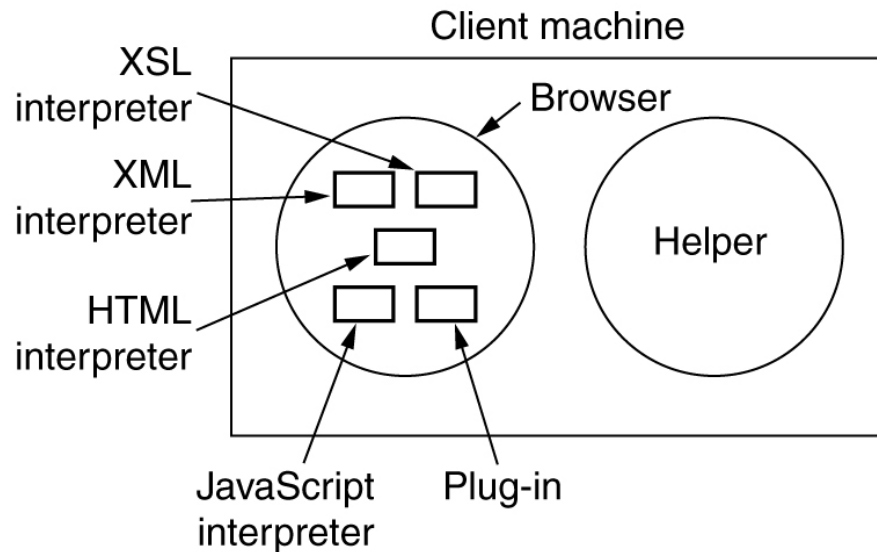 Client machine
XSL
interpreter
Browser
XML
interpreter
Helper
HTML
interpreter
JavaScript
interpreter
Plug-in